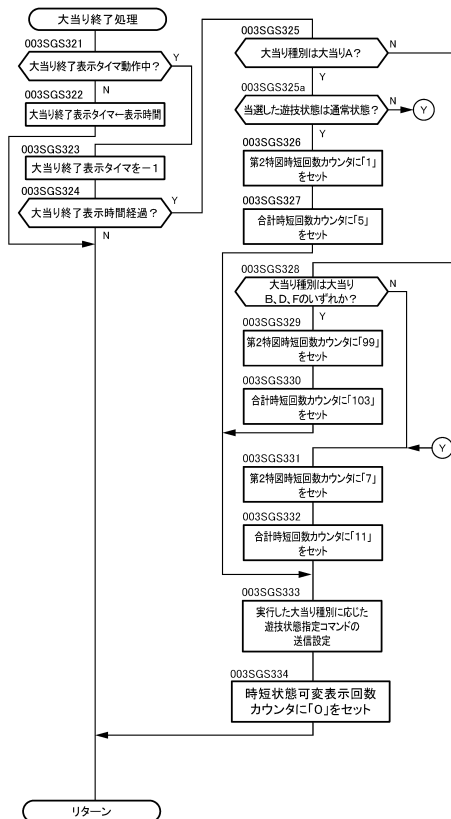 大当り終了処理
003SGS321
大当り終了表示タイマ動作中？
Y
N
003SGS322
大当り終了表示タイマ←表示時間
003SGS323
大当り終了表示タイマを－1
003SGS324
大当り終了表示時間経過？
Y
N
003SGS325
大当り種別は大当りA？
N
Y
003SGS325a
当選した遊技状態は通常状態？
N
Y
Y
003SGS326
第2特図時短回数カウンタに「1」
をセット
003SGS327
合計時短回数カウンタに「5」
をセット
003SGS328
大当り種別は大当り
B、D、Fのいずれか？
N
Y
003SGS329
第2特図時短回数カウンタに「99」
をセット
003SGS330
合計時短回数カウンタに「103」
をセット
Y
003SGS331
第2特図時短回数カウンタに「7」
をセット
003SGS332
合計時短回数カウンタに「11」
をセット
003SGS333
実行した大当り種別に応じた
遊技状態指定コマンドの
送信設定
003SGS334
時短状態可変表示回数
カウンタに「0」をセット
リターン